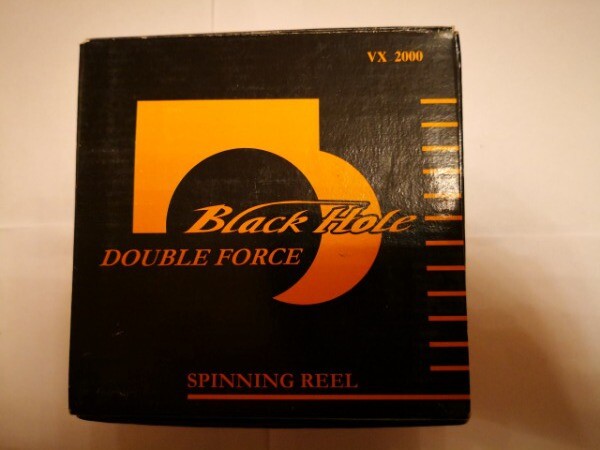 VX 2000
Black Hole
DOUBLE FORCE
SPINNING REEL